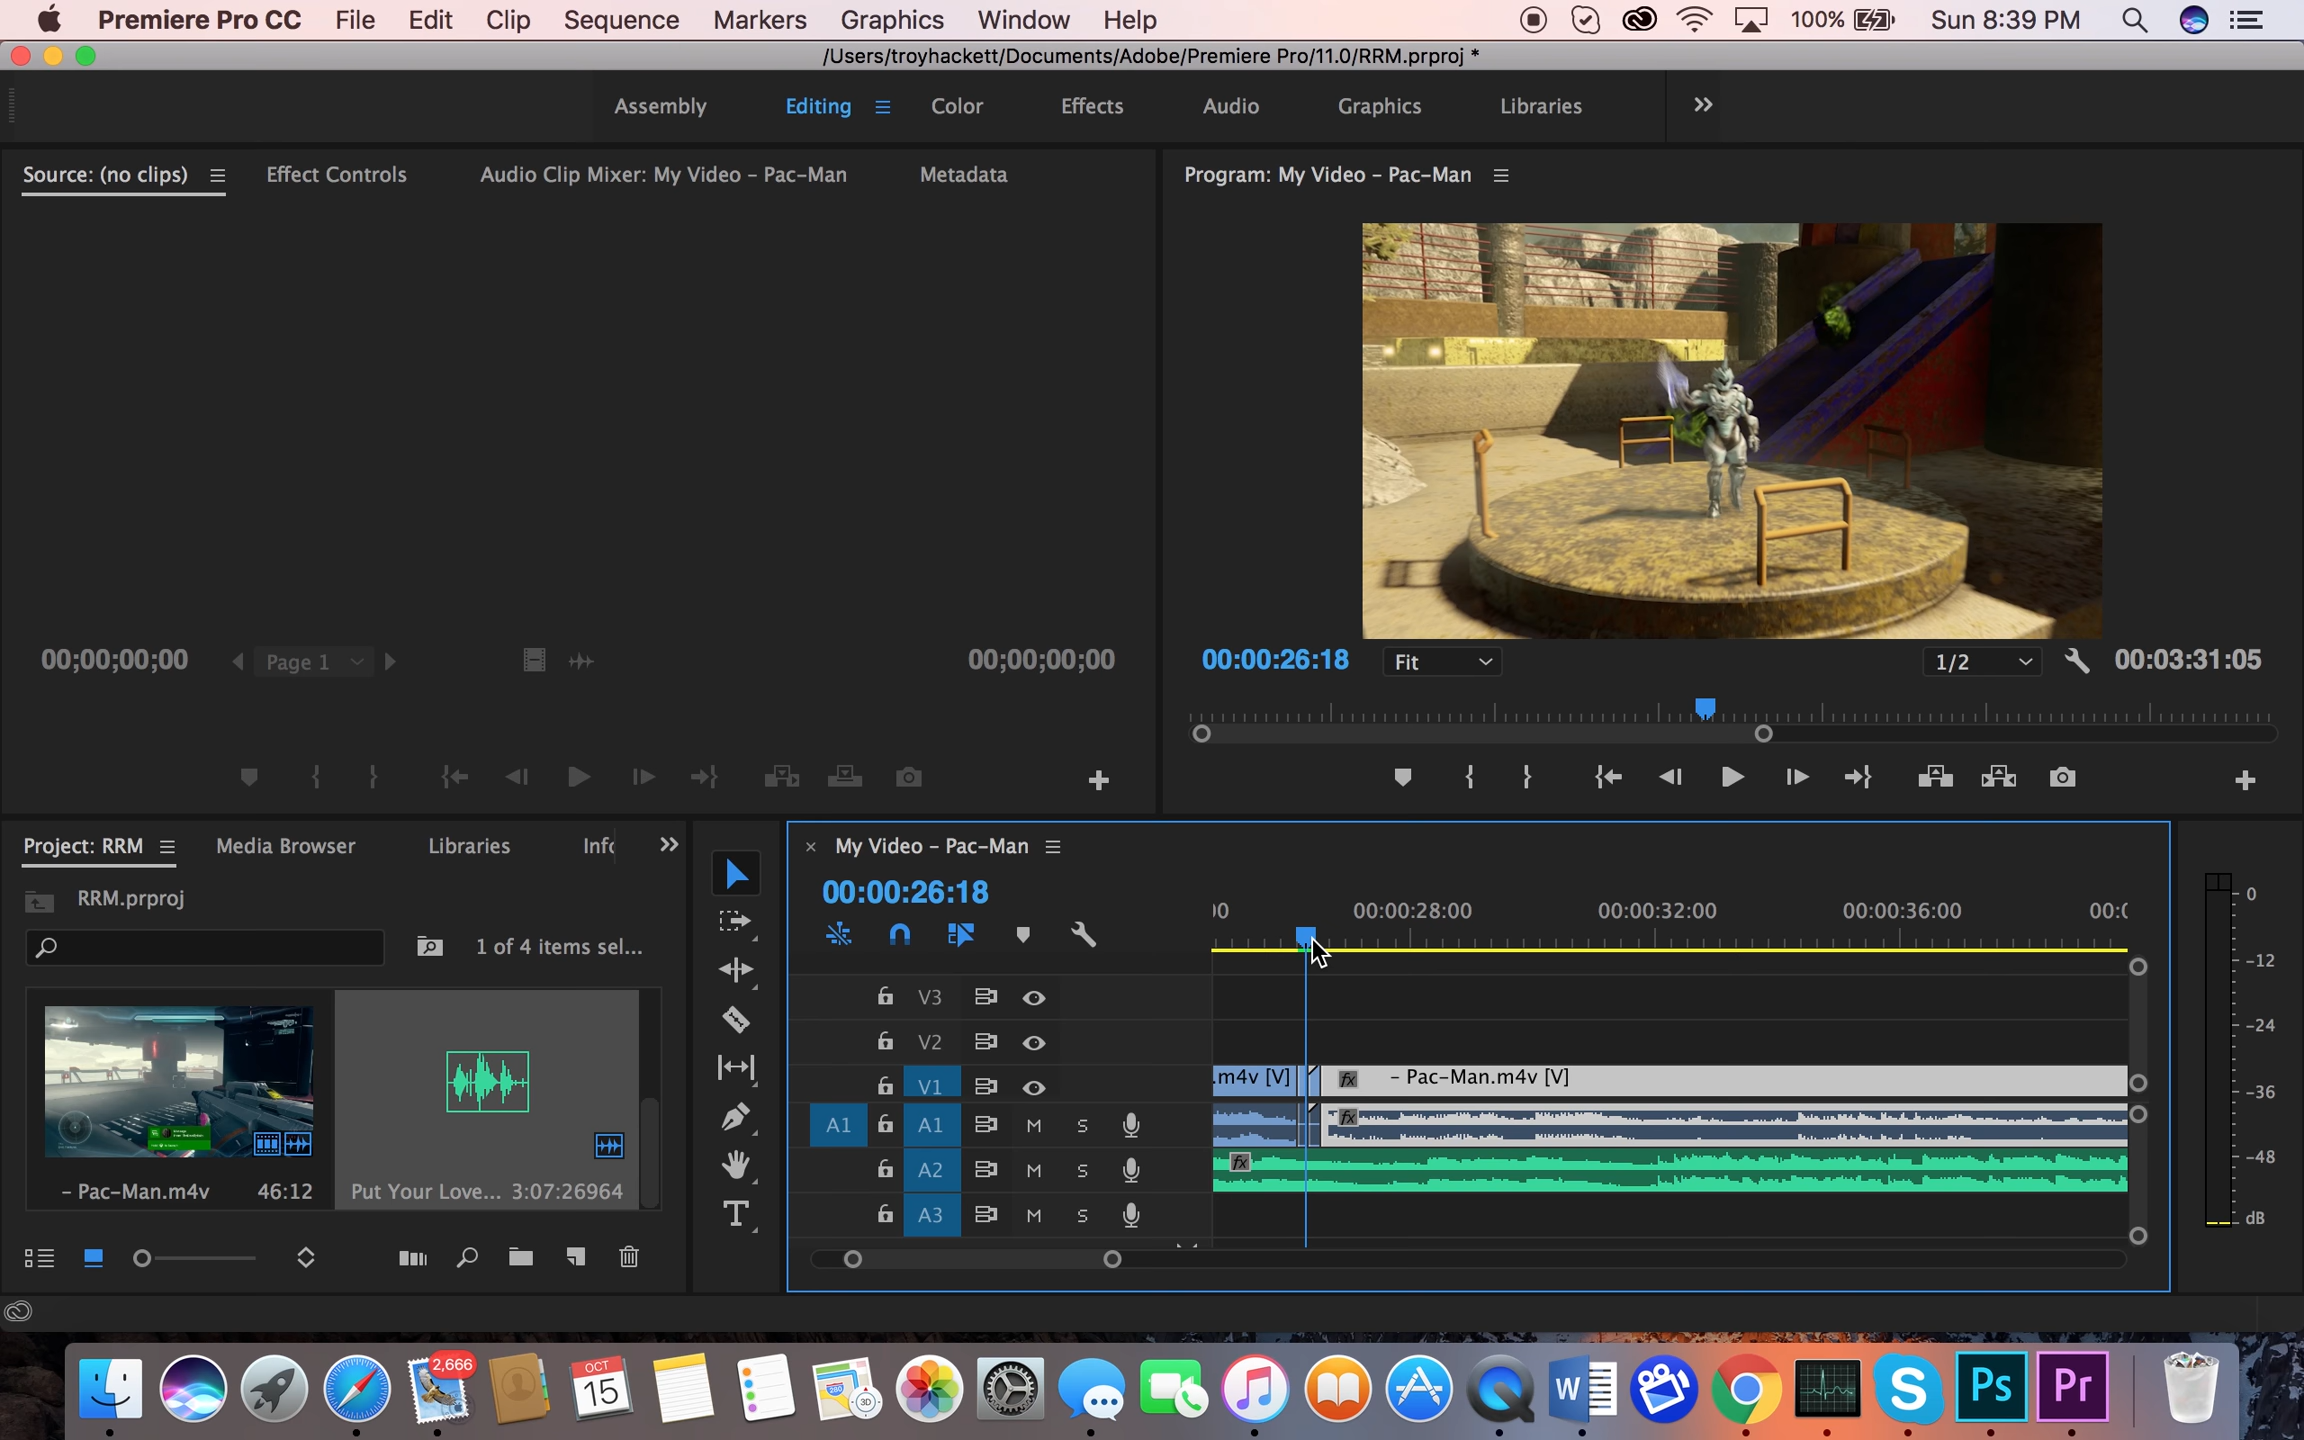 Premiere Pro CC File Edit Clip Sequence Markers Graphics Window Help 100% Sun 8:39 PM
/Users/troyhackett/Documents/Adobe/Premiere Pro/11.0/RRM.prproj *
Assembly Editing Color Effects Audio Graphics Libraries
Source: (no clips) Effect Controls Audio Clip Mixer: My Video – Pac-Man Metadata
Program: My Video – Pac-Man
00;00;00;00 Page 1 00;00;00;00
00:00:26:18 Fit 1/2 00:03:31:05
Project: RRM Media Browser Libraries Info
RRM.prproj
1 of 4 items sel...
– Pac-Man.m4v 46:12
Put Your Love... 3:07:26964
T
× My Video – Pac-Man
00:00:26:18
00 00:00:28:00 00:00:32:00 00:00:36:00 00:0
V3
V2
V1 .m4v [V] fx – Pac-Man.m4v [V]
A1 A1 M S fx
A2 M S fx
A3 M S
0
-12
-24
-36
-48
dB
2,666
OCT
15
280
3D
W
S
Ps
Pr